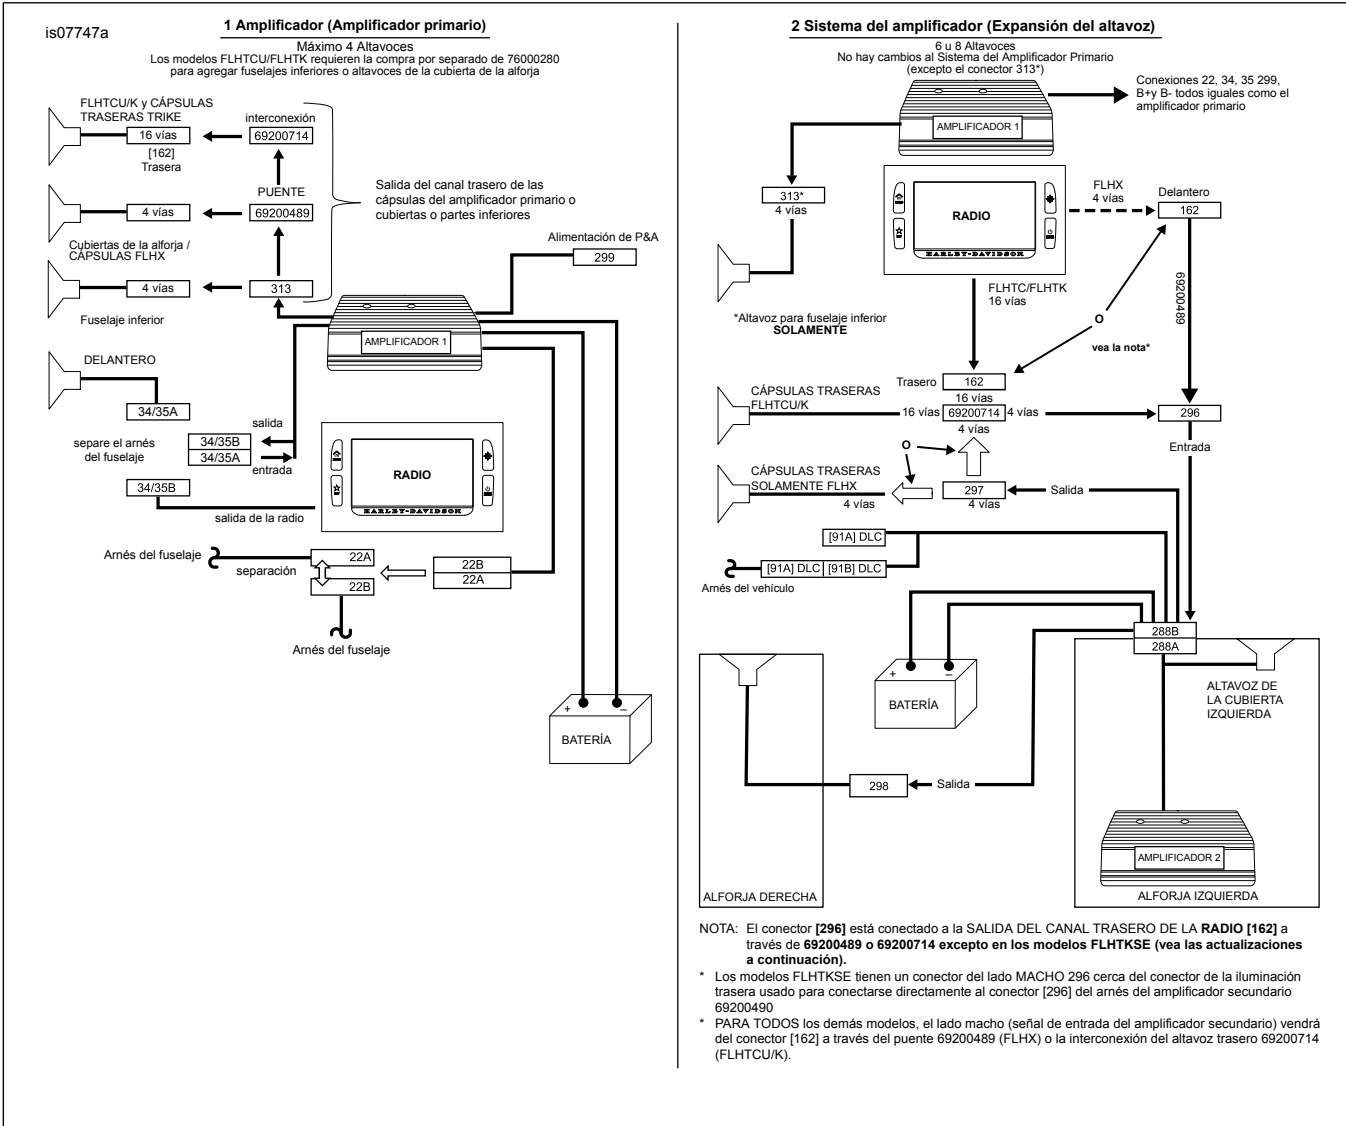 is07747a
1 Amplificador (Amplificador primario)
Máximo 4 Altavoces
Los modelos FLHTCU/FLHTK requieren la compra por separado de 76000280
para agregar fuselajes inferiores o altavoces de la cubierta de la alforja
FLHTCU/K y CÁPSULAS
TRASERAS TRIKE
interconexión
16 vías
69200714
[162]
Trasera
PUENTE
4 vías
69200489
Salida del canal trasero de las
cápsulas del amplificador primario o
cubiertas o partes inferiores
Cubiertas de la alforja /
CÁPSULAS FLHX
4 vías
313
Fuselaje inferior
Alimentación de P&A
299
AMPLIFICADOR 1
DELANTERO
34/35A
salida
34/35B
34/35A
entrada
separe el arnés
del fuselaje
34/35B
salida de la radio
RADIO
HARLEY-DAVIDSON
Arnés del fuselaje
separación
22A
22B
22B
22A
Arnés del fuselaje
+
–
BATERÍA
2 Sistema del amplificador (Expansión del altavoz)
6 u 8 Altavoces
No hay cambios al Sistema del Amplificador Primario
(excepto el conector 313*)
Conexiones 22, 34, 35 299,
B+y B- todos iguales como el
amplificador primario
AMPLIFICADOR 1
313*
4 vías
*Altavoz para fuselaje inferior
SOLAMENTE
RADIO
HARLEY-DAVIDSON
FLHX
4 vías
Delantero
162
FLHTC/FLHTK
16 vías
69200489
O
vea la nota*
Trasero
162
16 vías
CÁPSULAS TRASERAS
FLHTCU/K
16 vías
69200714
4 vías
296
4 vías
Entrada
O
CÁPSULAS TRASERAS
SOLAMENTE FLHX
4 vías
297
4 vías
Salida
[91A] DLC
[91A] DLC
[91B] DLC
Arnés del vehículo
288B
288A
+
–
BATERÍA
ALTAVOZ DE
LA CUBIERTA
IZQUIERDA
298
Salida
AMPLIFICADOR 2
ALFORJA DERECHA
ALFORJA IZQUIERDA
NOTA: El conector [296] está conectado a la SALIDA DEL CANAL TRASERO DE LA RADIO [162] a
través de 69200489 o 69200714 excepto en los modelos FLHTKSE (vea las actualizaciones
a continuación).
* Los modelos FLHTKSE tienen un conector del lado MACHO 296 cerca del conector de la iluminación
trasera usado para conectarse directamente al conector [296] del arnés del amplificador secundario
69200490
* PARA TODOS los demás modelos, el lado macho (señal de entrada del amplificador secundario) vendrá
del conector [162] a través del puente 69200489 (FLHX) o la interconexión del altavoz trasero 69200714
(FLHTCU/K).